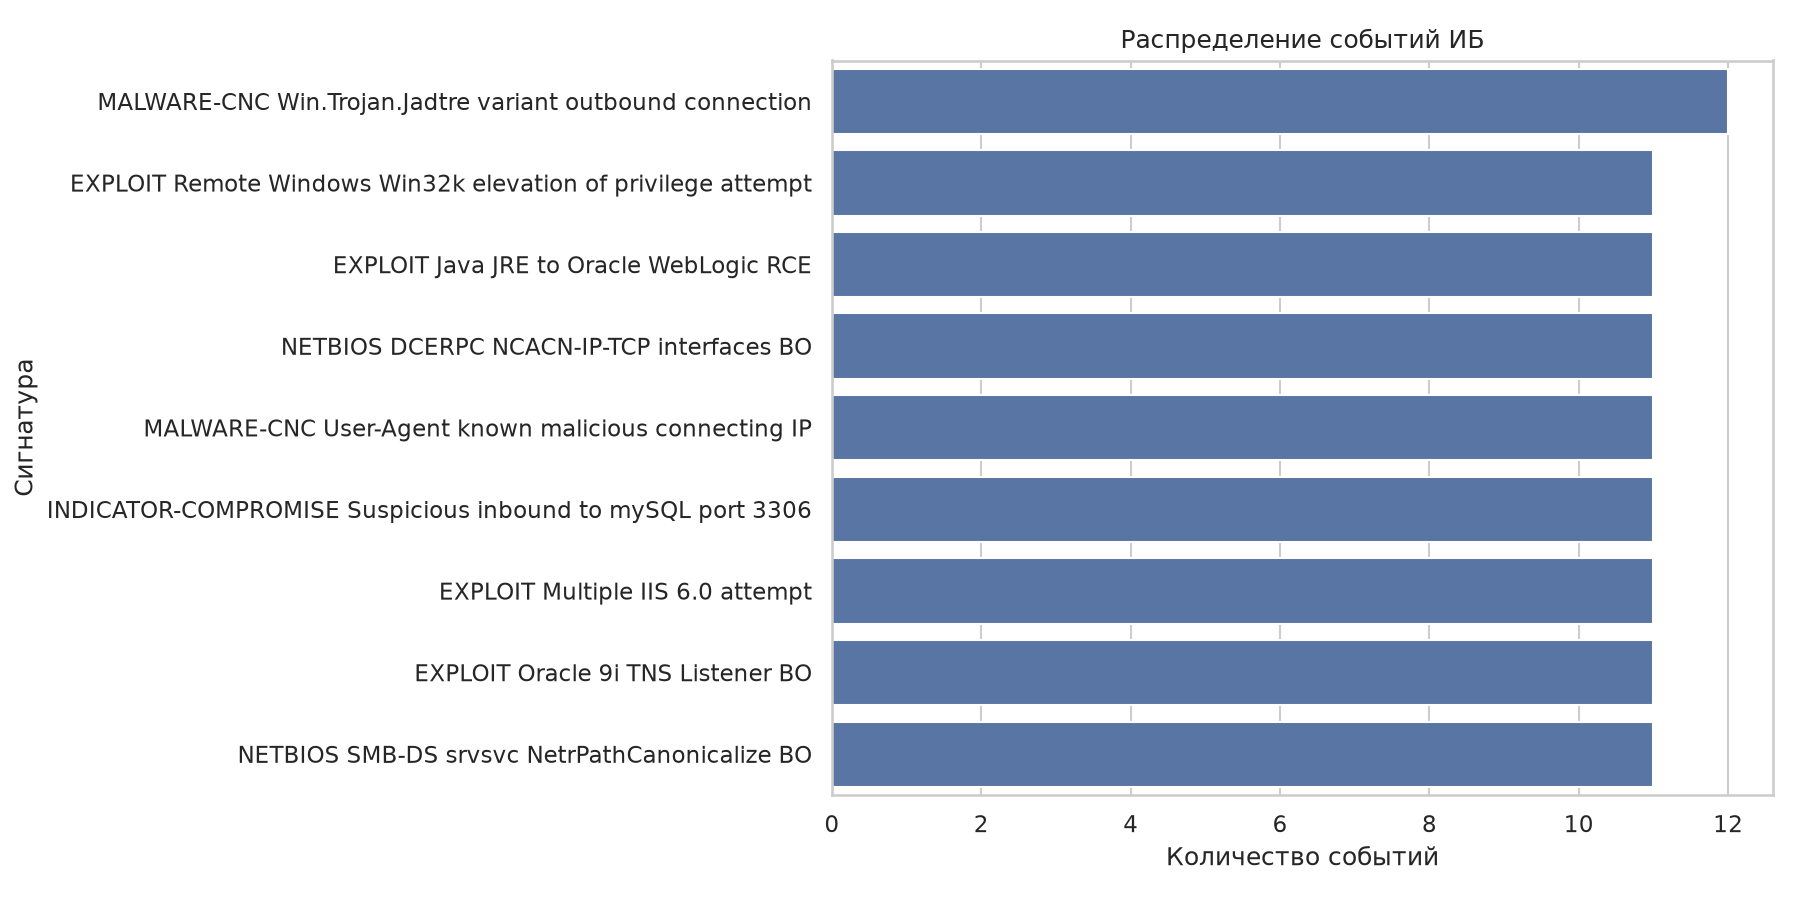 Распределение событий ИБ
Сигнатура
MALWARE-CNC Win.Trojan.Jadtre variant outbound connection
EXPLOIT Remote Windows Win32k elevation of privilege attempt
EXPLOIT Java JRE to Oracle WebLogic RCE
NETBIOS DCERPC NCACN-IP-TCP interfaces BO
MALWARE-CNC User-Agent known malicious connecting IP
INDICATOR-COMPROMISE Suspicious inbound to mySQL port 3306
EXPLOIT Multiple IIS 6.0 attempt
EXPLOIT Oracle 9i TNS Listener BO
NETBIOS SMB-DS srvsvc NetrPathCanonicalize BO
0 2 4 6 8 10 12
Количество событий